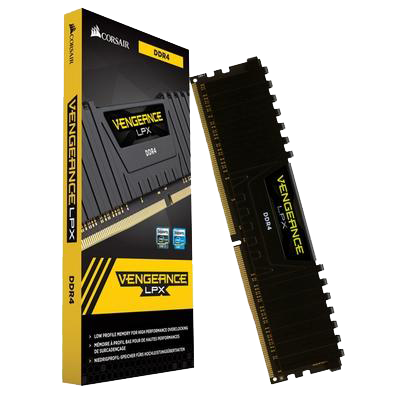 CORSAIR
DDR4
VENGEANCE
LPX
DDR4
VENGEANCE
LPX
• LOW PROFILE MEMORY FOR HIGH PERFORMANCE OVERCLOCKING
• MÉMOIRE À PROFIL BAS POUR DE HAUTES PERFORMANCES
DE SURCADENÇAGE
• NIEDRIGPROFIL-SPEICHER FÜRS HOCHLEISTUNGSÜBERTAKTEN
VENGEANCE LPX
DDR4
VENGEANCE
LPX
DDR4